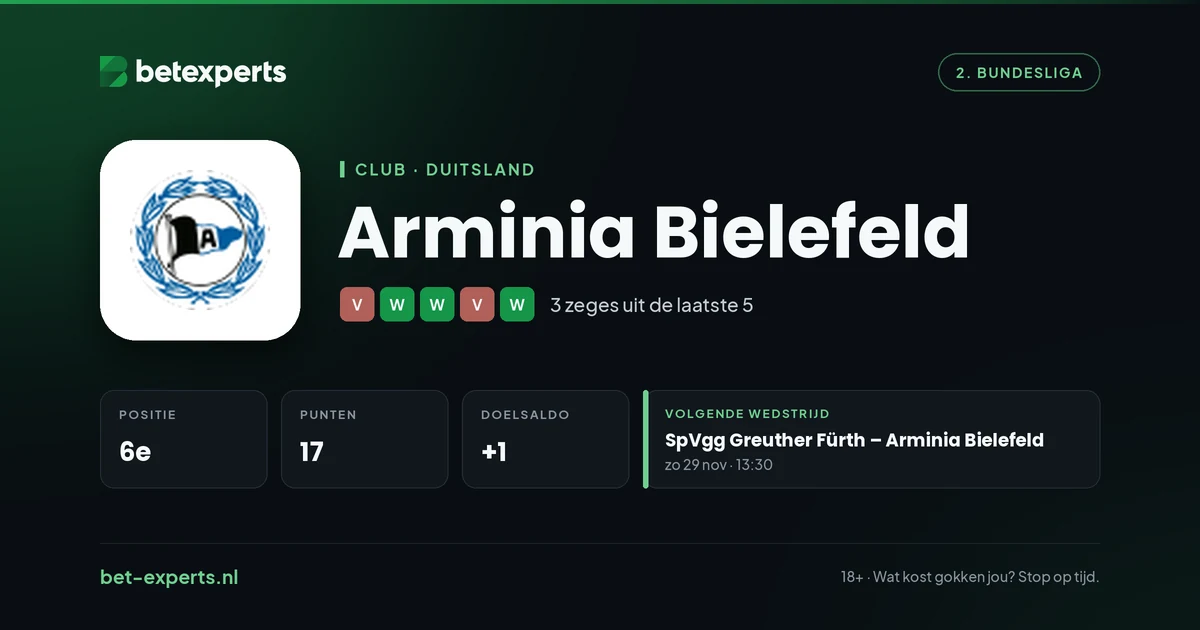 betexperts
2. BUNDESLIGA
CLUB · DUITSLAND
A
Arminia Bielefeld
V W W V W 3 zeges uit de laatste 5
POSITIE
6e
PUNTEN
17
DOELSALDO
+1
VOLGENDE WEDSTRIJD
SpVgg Greuther Fürth – Arminia Bielefeld
zo 29 nov · 13:30
bet-experts.nl
18+ · Wat kost gokken jou? Stop op tijd.